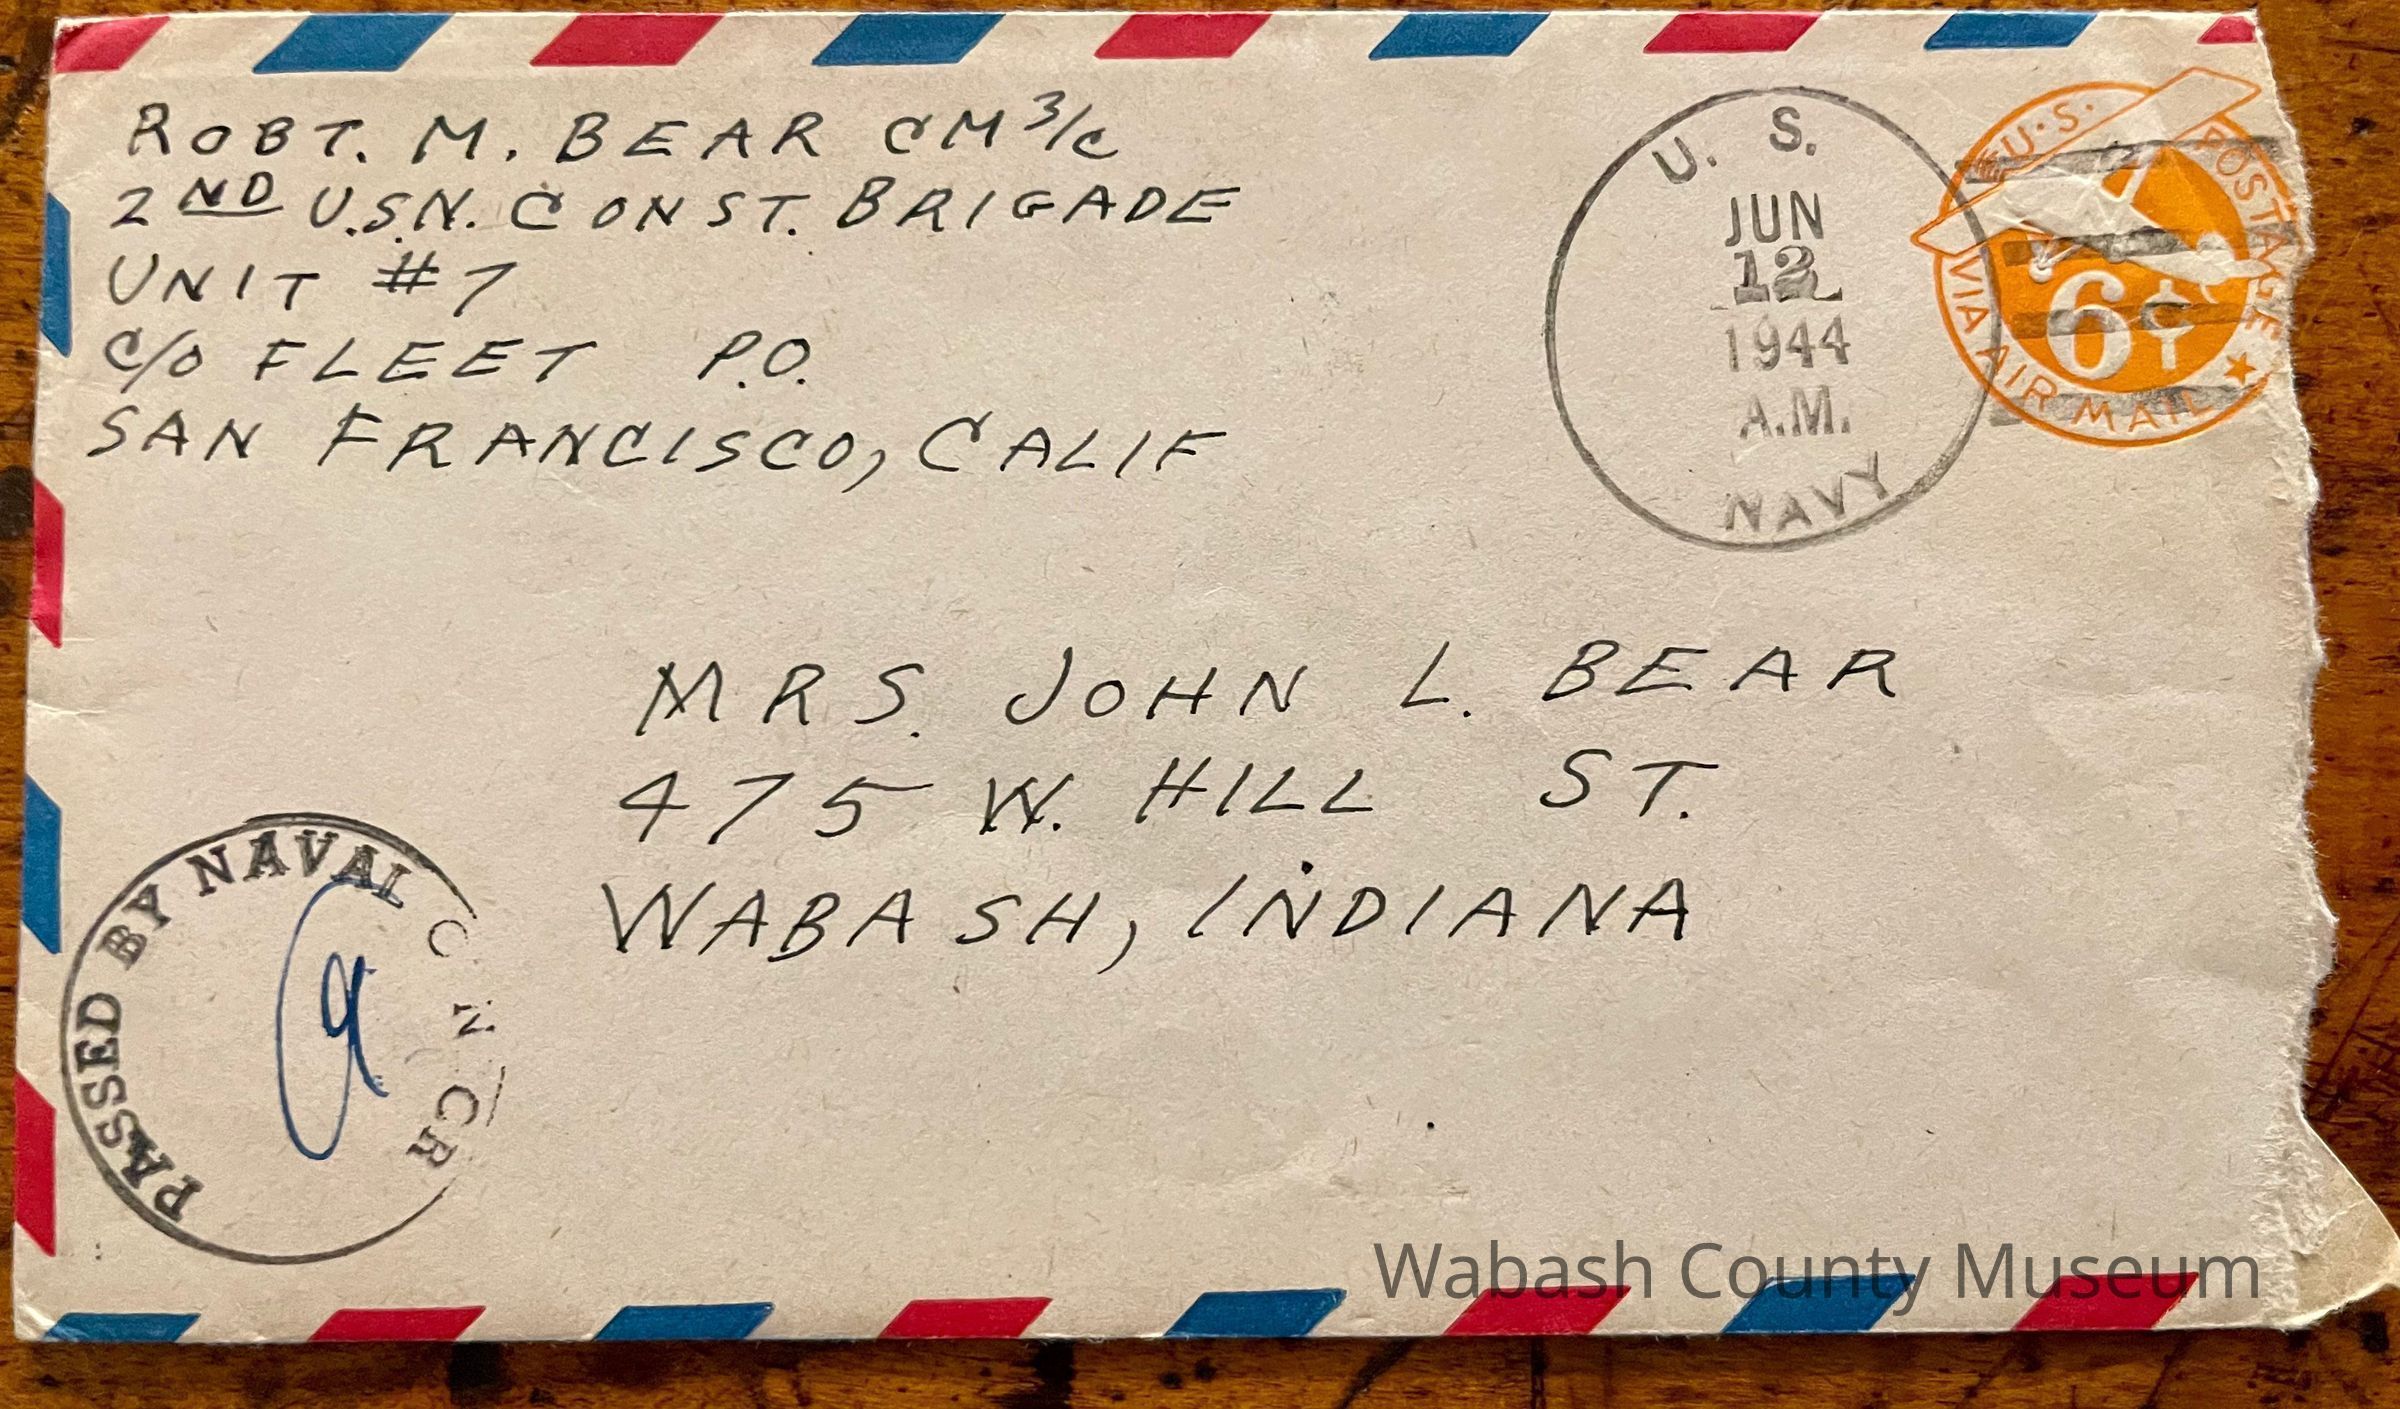 ROBT. M. BEAR CM 3/C
2ND U.S.N. CONST. BRIGADE
UNIT #7
C/O FLEET P.O.
SAN FRANCISCO, CALIF
U. S.
JUN
12
1944
A.M.
NAVY
U.S. POSTAGE
6¢
VIA AIR MAIL
MRS. JOHN L. BEAR
475 W. HILL ST.
WABASH, INDIANA
PASSED BY NAVAL C N CR
Wabash County Museum